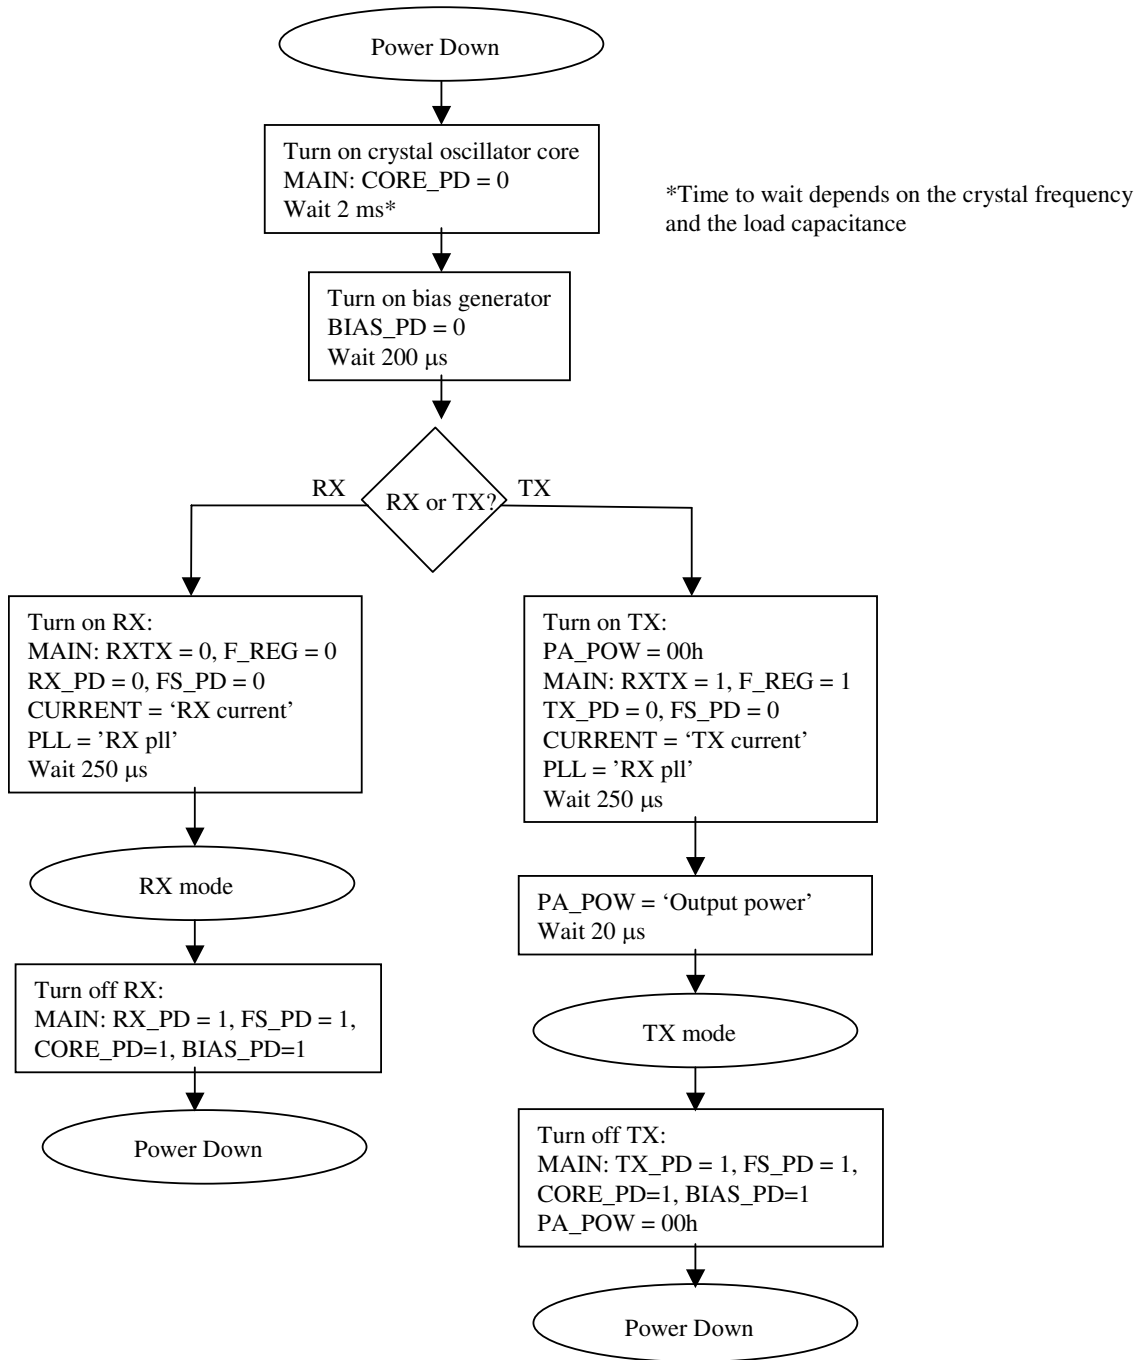 Power Down
Turn on crystal oscillator core
MAIN: CORE_PD = 0
Wait 2 ms*
*Time to wait depends on the crystal frequency
and the load capacitance
Turn on bias generator
BIAS_PD = 0
Wait 200 μs
RX
RX or TX?
TX
Turn on RX:
MAIN: RXTX = 0, F_REG = 0
RX_PD = 0, FS_PD = 0
CURRENT = ‘RX current’
PLL = ’RX pll’
Wait 250 μs
RX mode
Turn off RX:
MAIN: RX_PD = 1, FS_PD = 1,
CORE_PD=1, BIAS_PD=1
Power Down
Turn on TX:
PA_POW = 00h
MAIN: RXTX = 1, F_REG = 1
TX_PD = 0, FS_PD = 0
CURRENT = ‘TX current’
PLL = ’RX pll’
Wait 250 μs
PA_POW = ‘Output power’
Wait 20 μs
TX mode
Turn off TX:
MAIN: TX_PD = 1, FS_PD = 1,
CORE_PD=1, BIAS_PD=1
PA_POW = 00h
Power Down